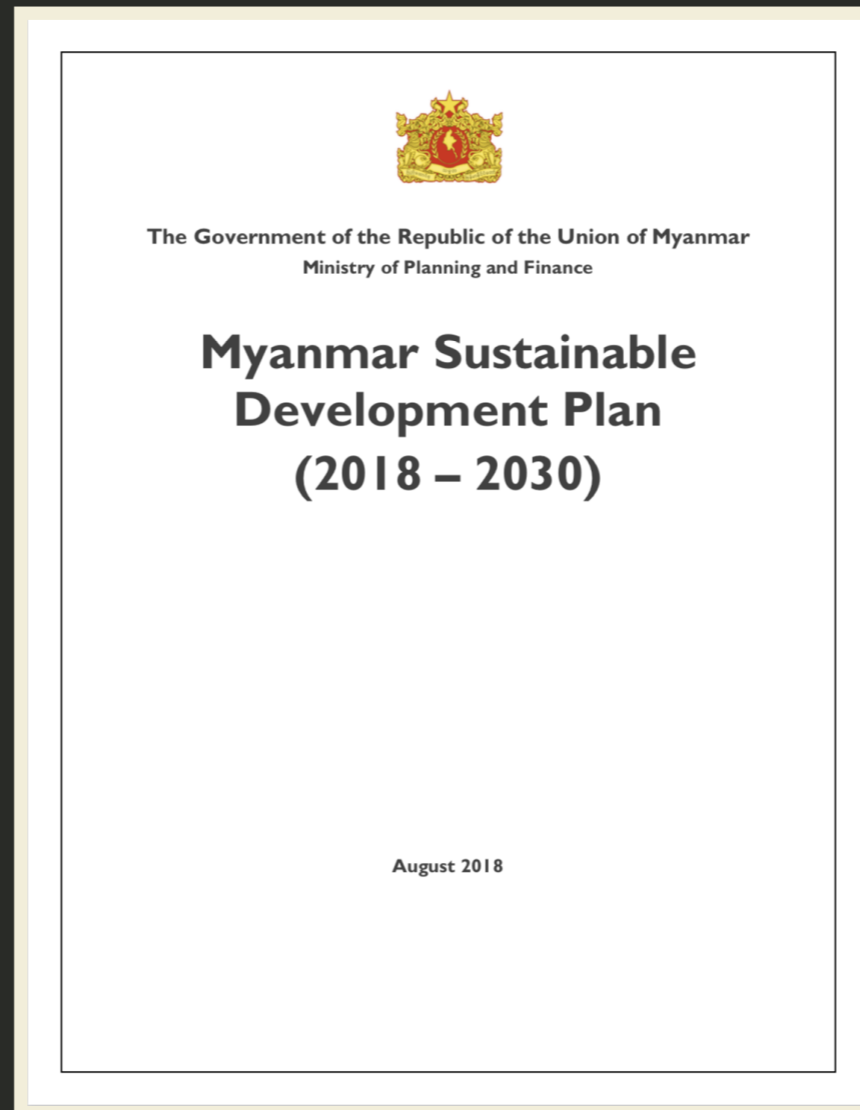 The Government of the Republic of the Union of Myanmar
Ministry of Planning and Finance
Myanmar Sustainable
Development Plan
(2018 – 2030)
August 2018